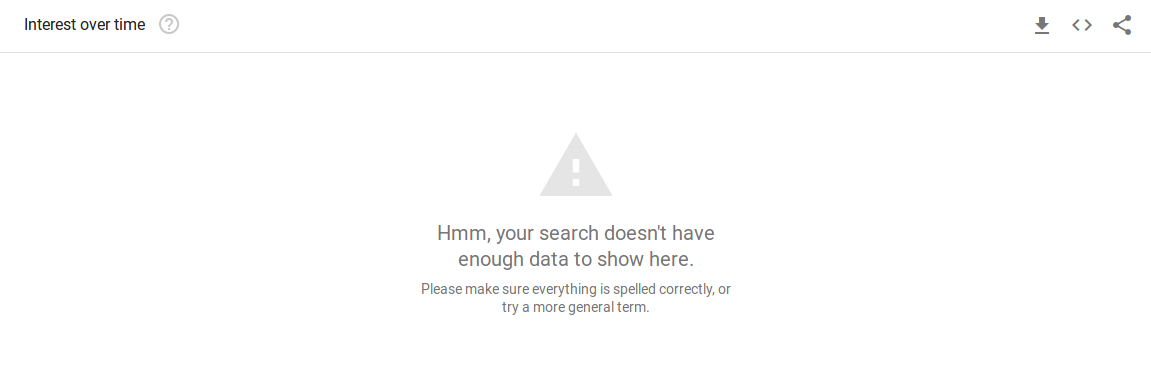 Interest over time
Hmm, your search doesn't have
enough data to show here.
Please make sure everything is spelled correctly, or
try a more general term.